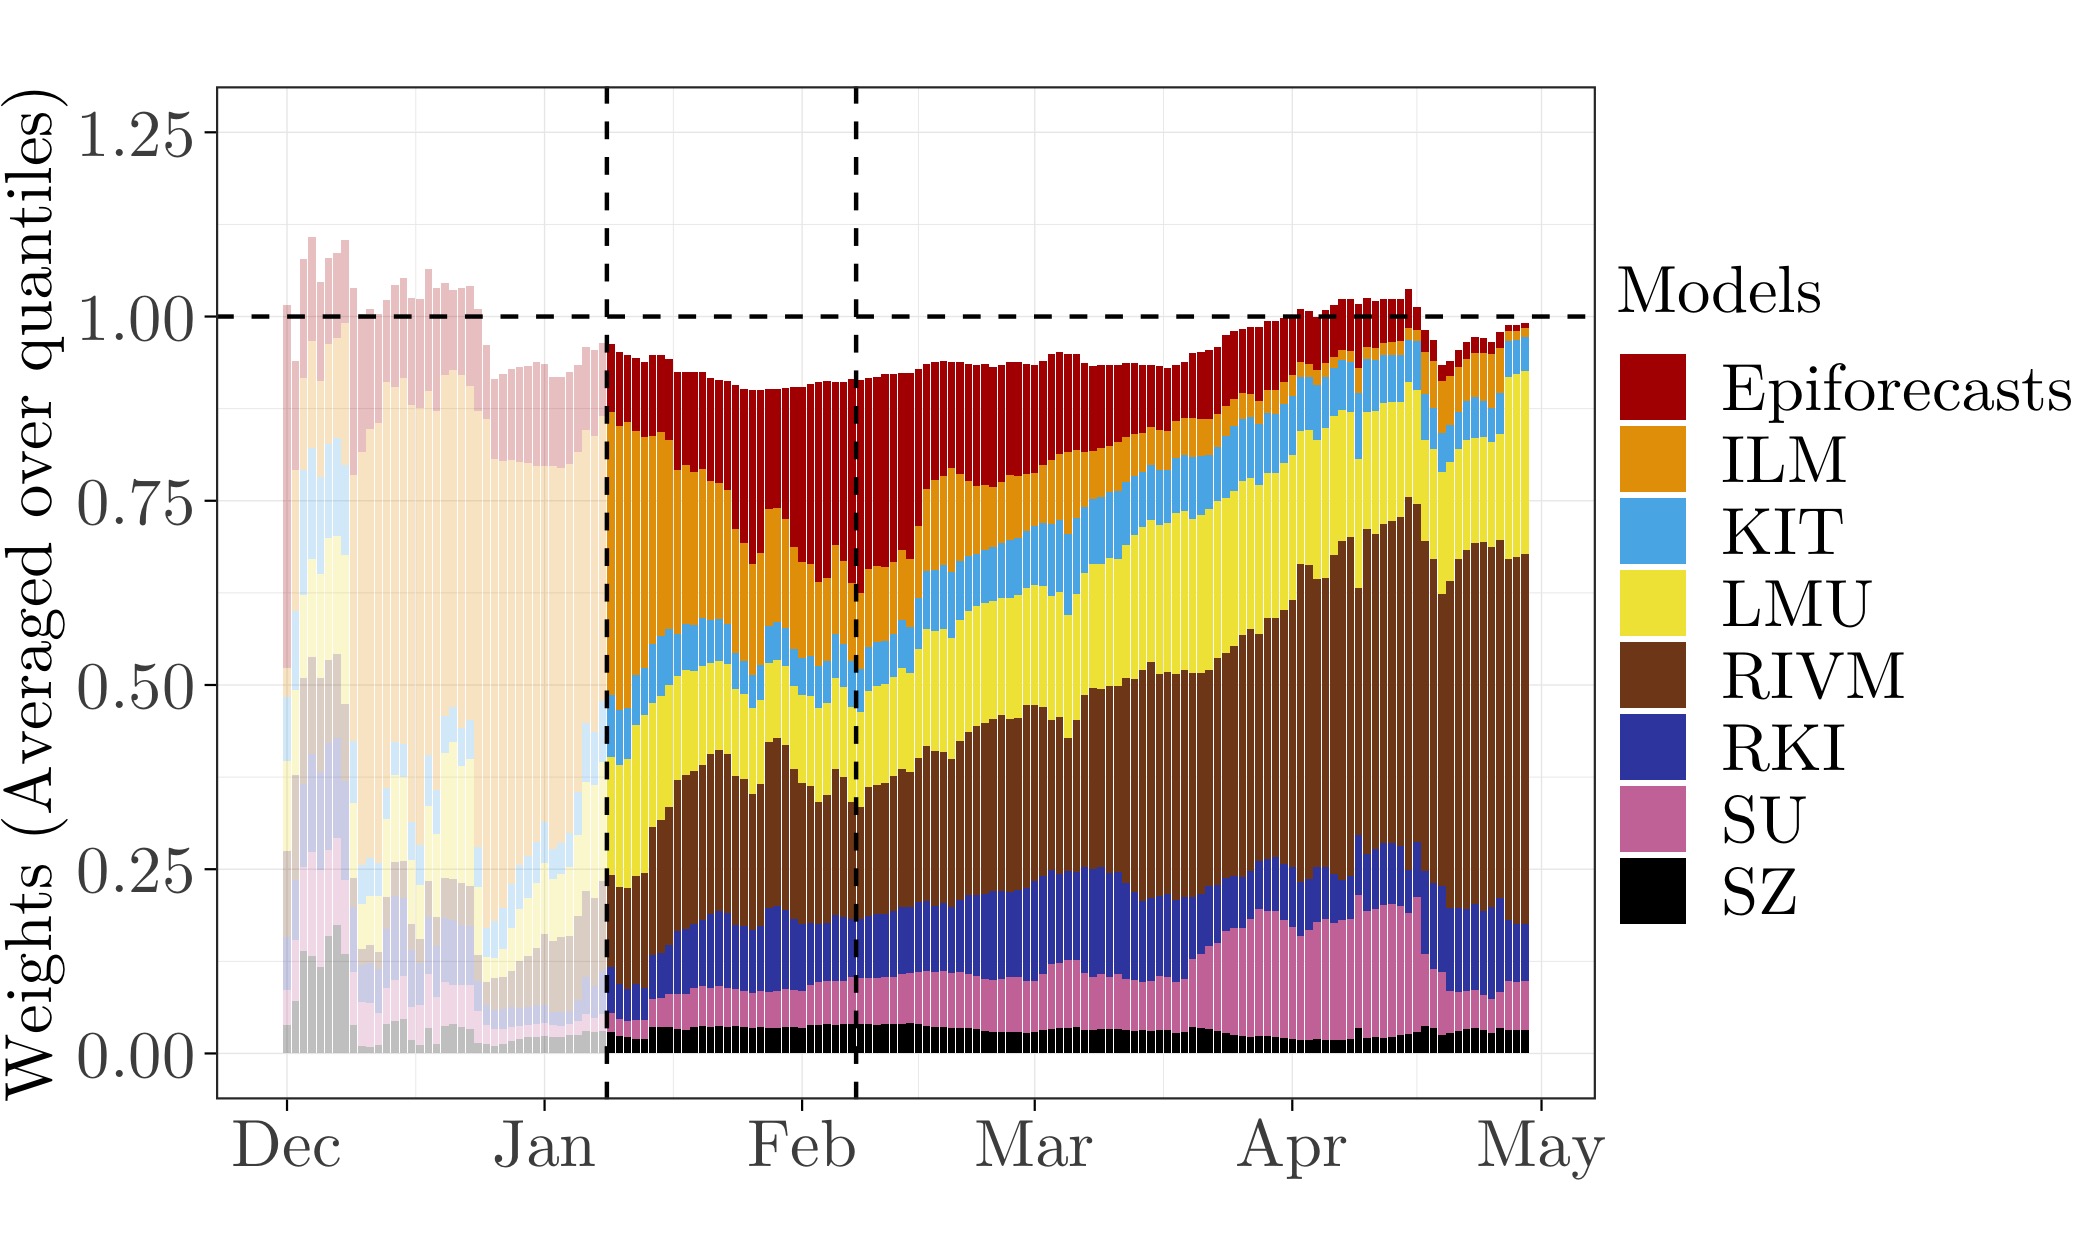 Weights (Averaged over quantiles)
1.25
1.00
0.75
0.50
0.25
0.00
Dec Jan Feb Mar Apr May
Models
Epiforecasts
ILM
KIT
LMU
RIVM
RKI
SU
SZ